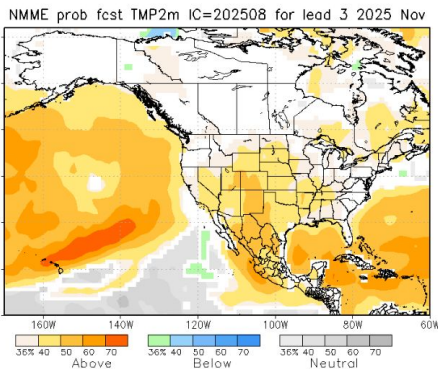 NMME prob fcst TMP2m IC=202508 for lead 3 2025 Nov
160W 140W 120W 100W 80W 60W
36% 40 50 60 70 36% 40 50 60 70 36% 40 50 60 70
Above Below Neutral